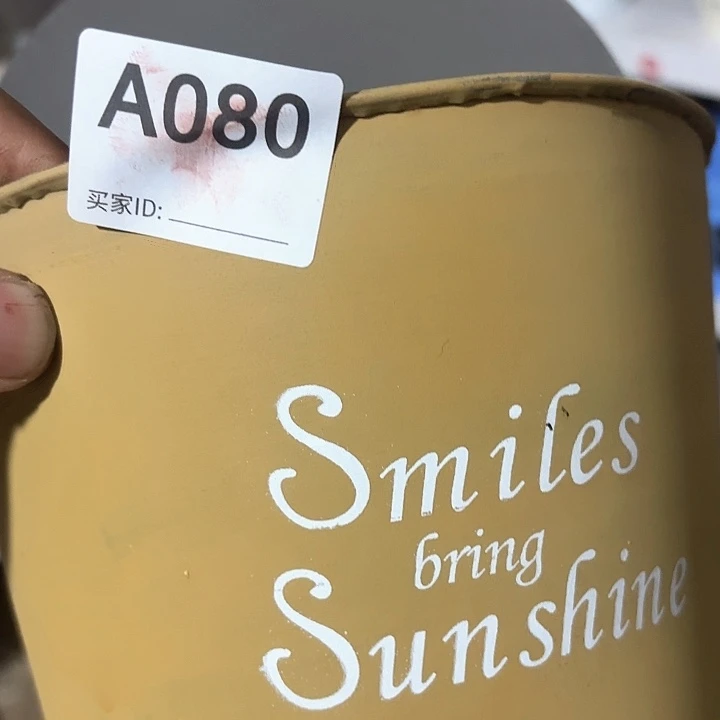 A080
买家ID:
Smiles
bring
Sunshine